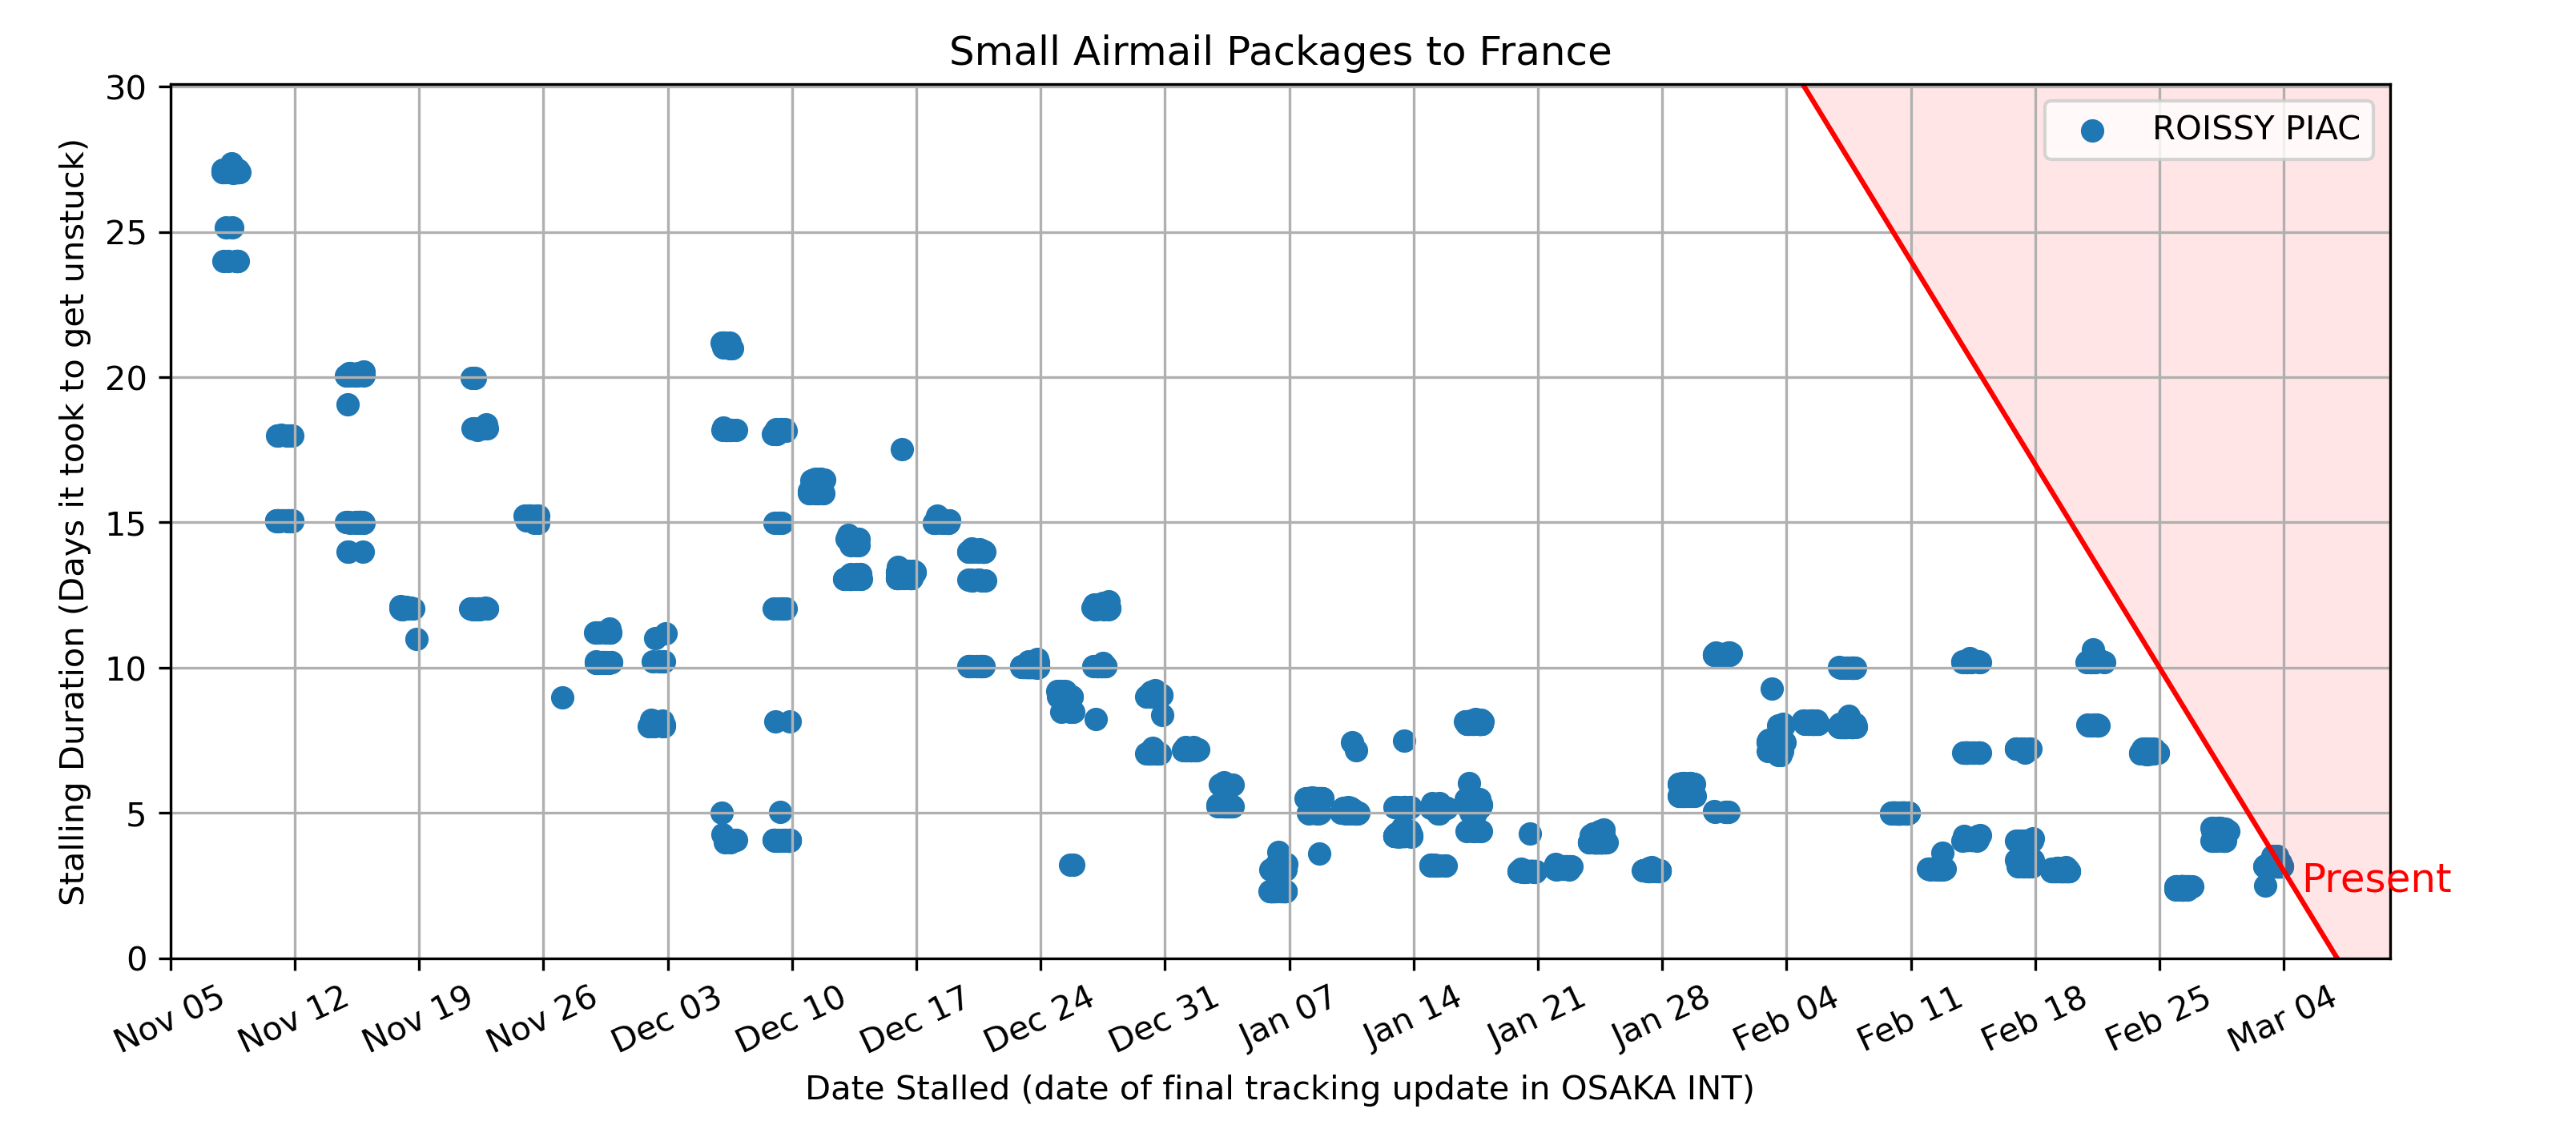 Small Airmail Packages to France
Stalling Duration (Days it took to get unstuck)
30
25
20
15
10
5
0
ROISSY PIAC
Present
Nov 05
Nov 12
Nov 19
Nov 26
Dec 03
Dec 10
Dec 17
Dec 24
Dec 31
Jan 07
Jan 14
Jan 21
Jan 28
Feb 04
Feb 11
Feb 18
Feb 25
Mar 04
Date Stalled (date of final tracking update in OSAKA INT)